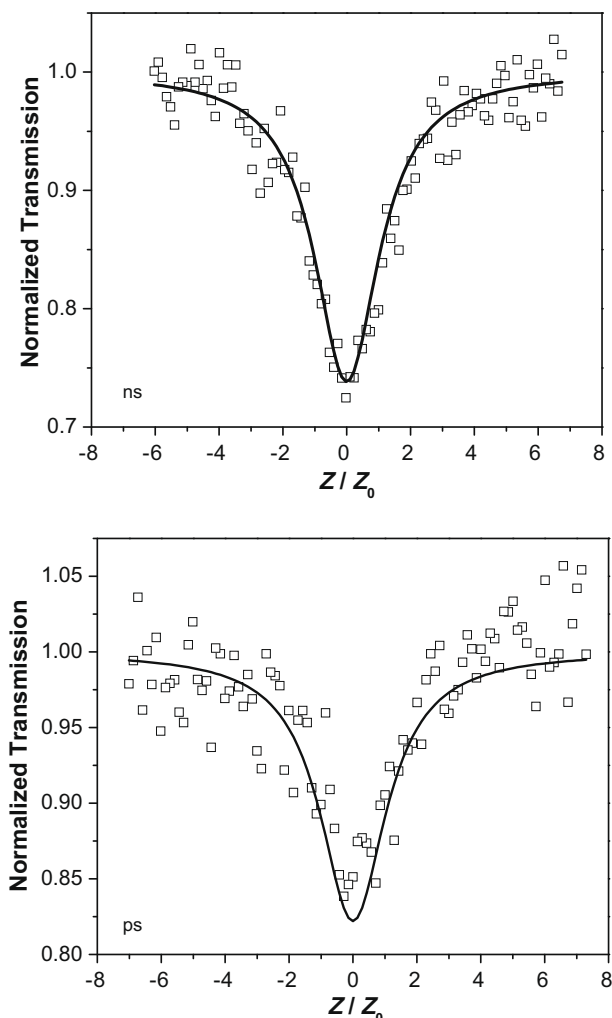 1.0
0.9
0.8
0.7
Normalized Transmission
ns
-8 -6 -4 -2 0 2 4 6 8
Z / Z0
1.05
1.00
0.95
0.90
0.85
0.80
Normalized Transmission
ps
-8 -6 -4 -2 0 2 4 6 8
Z / Z0